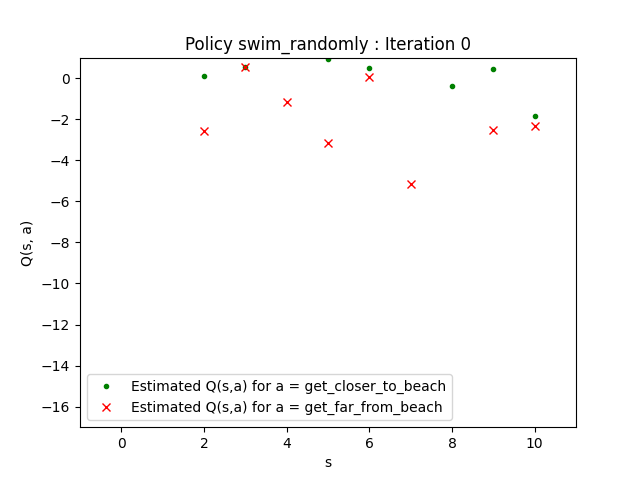 Policy swim_randomly : Iteration 0
0
−2
−4
−6
−8
−10
−12
−14
−16
Q(s, a)
Estimated Q(s,a) for a = get_closer_to_beach
Estimated Q(s,a) for a = get_far_from_beach
0 2 4 6 8 10
s